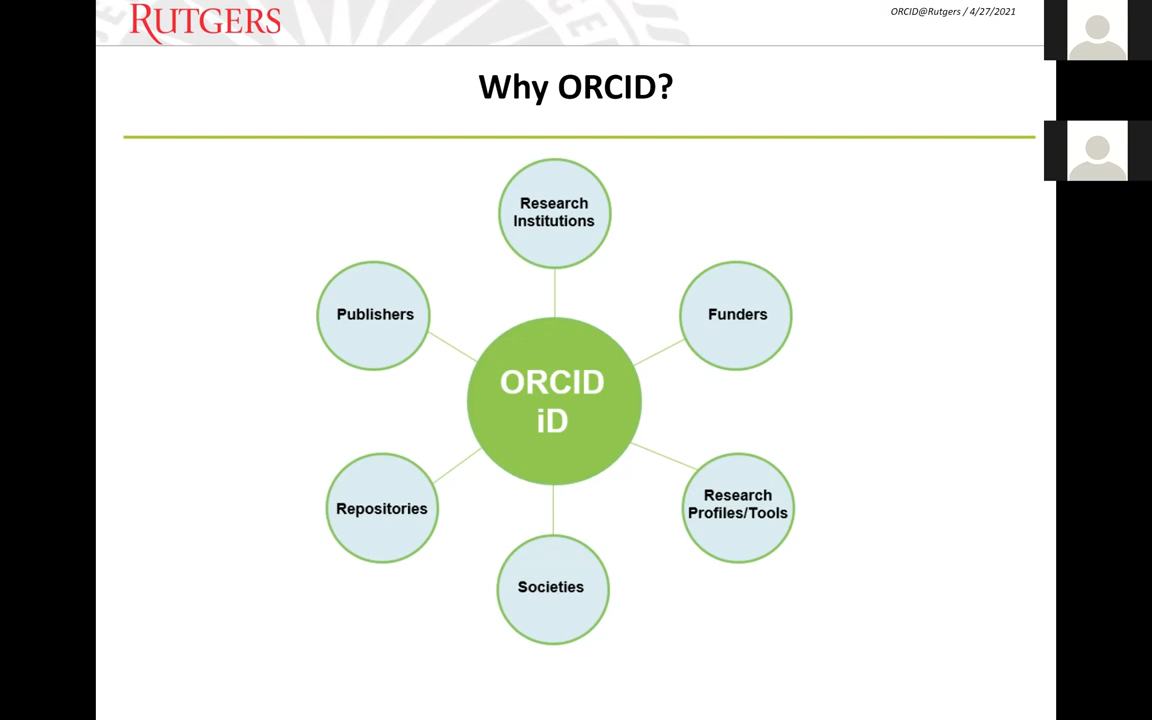 RUTGERS
ORCID@Rutgers / 4/27/2021
Why ORCID?
Research
Institutions
Publishers
Funders
ORCID
iD
Repositories
Research
Profiles/Tools
Societies